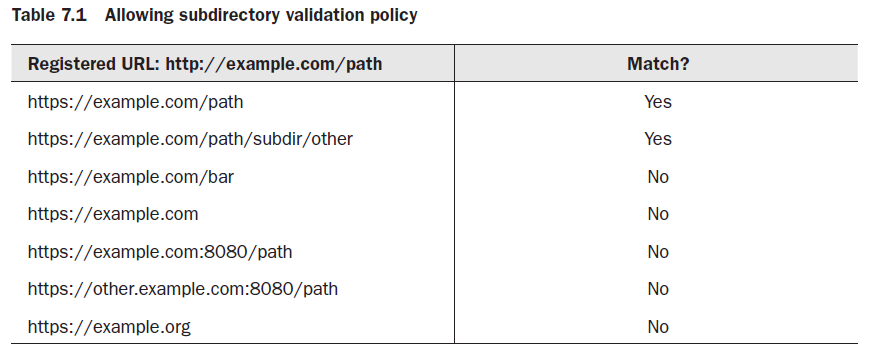 Table 7.1 Allowing subdirectory validation policy
Registered URL: http://example.com/path Match?
https://example.com/path Yes
https://example.com/path/subdir/other Yes
https://example.com/bar No
https://example.com No
https://example.com:8080/path No
https://other.example.com:8080/path No
https://example.org No